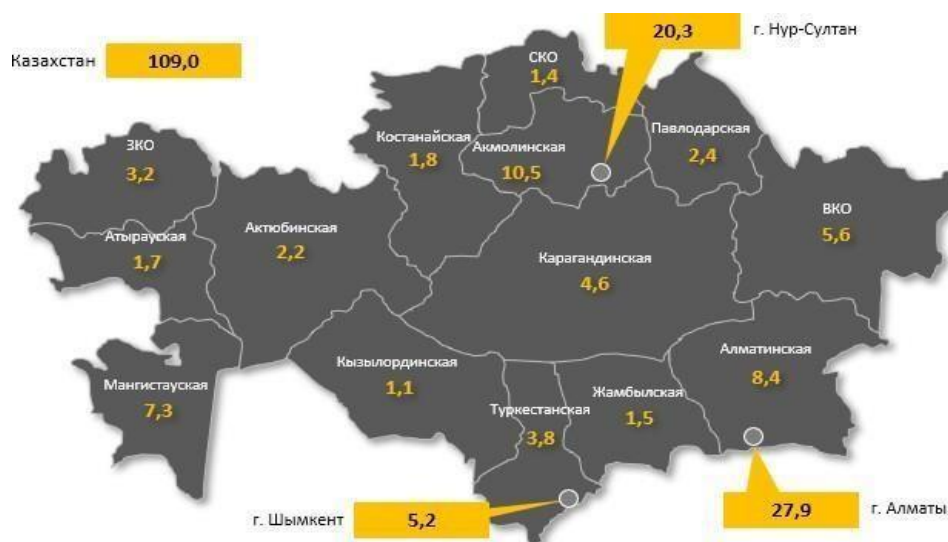 20,3
г. Нур-Султан
Казахстан
109,0
СКО
1,4
Костанайская
1,8
Акмолинская
10,5
Павлодарская
2,4
ЗКО
3,2
ВКО
5,6
Атырауская
1,7
Актюбинская
2,2
Карагандинская
4,6
Алматинская
8,4
Мангистауская
7,3
Кызылординская
1,1
Туркестанская
3,8
Жамбылская
1,5
г. Шымкент
5,2
27,9
г. Алматы